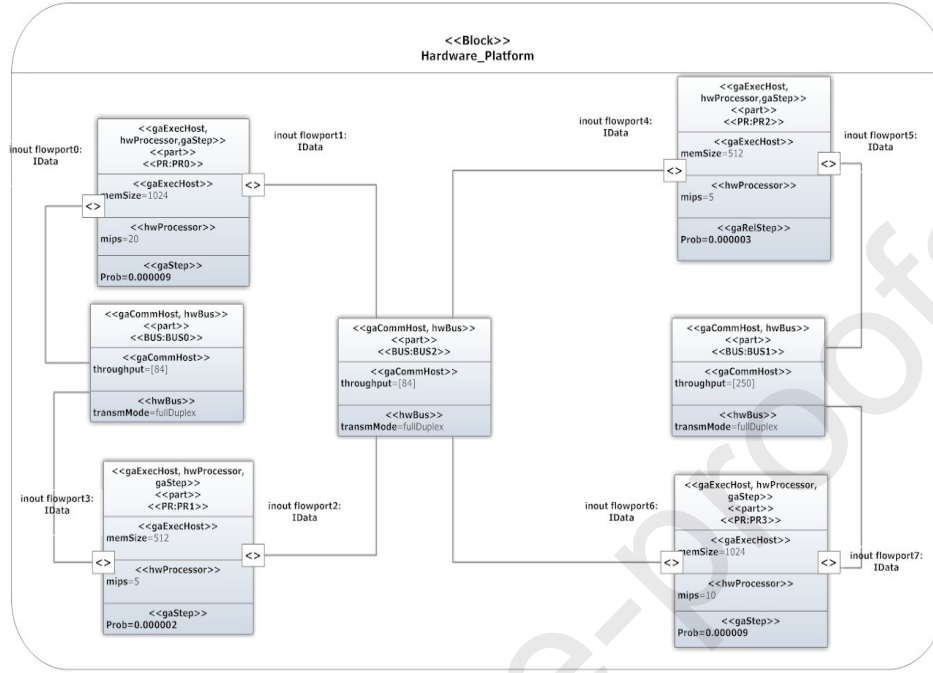 <<Block>>
Hardware_Platform
inout flowport0:
IData
<<gaExecHost,
hwProcessor,gaStep>>
<<part>>
<<PR:PR0>>
<<gaExecHost>>
memSize=1024
<<hwProcessor>>
mips=20
<<gaStep>>
Prob=0.000009
<>
<>
inout flowport1:
IData
inout flowport4:
IData
<<gaExecHost,
hwProcessor,gaStep>>
<<part>>
<<PR:PR2>>
<<gaExecHost>>
memSize=512
<<hwProcessor>>
mips=5
<<gaRelStep>>
Prob=0.000003
<>
<>
inout flowport5:
IData
<<gaCommHost, hwBus>>
<<part>>
<<BUS:BUS0>>
<<gaCommHost>>
throughput=[84]
<<hwBus>>
transmMode=fullDuplex
<<gaCommHost, hwBus>>
<<part>>
<<BUS:BUS2>>
<<gaCommHost>>
throughput=[84]
<<hwBus>>
transmMode=fullDuplex
<<gaCommHost, hwBus>>
<<part>>
<<BUS:BUS1>>
<<gaCommHost>>
throughput=[250]
<<hwBus>>
transmMode=fullDuplex
inout flowport3:
IData
<<gaExecHost, hwProcessor,
gaStep>>
<<part>>
<<PR:PR1>>
<<gaExecHost>>
memSize=512
<<hwProcessor>>
mips=5
<<gaStep>>
Prob=0.000002
<>
<>
inout flowport2:
IData
inout flowport6:
IData
<<gaExecHost, hwProcessor,
gaStep>>
<<part>>
<<PR:PR3>>
<<gaExecHost>>
memSize=1024
<<hwProcessor>>
mips=10
<<gaStep>>
Prob=0.000009
<>
<>
inout flowport7:
IData
e-proof